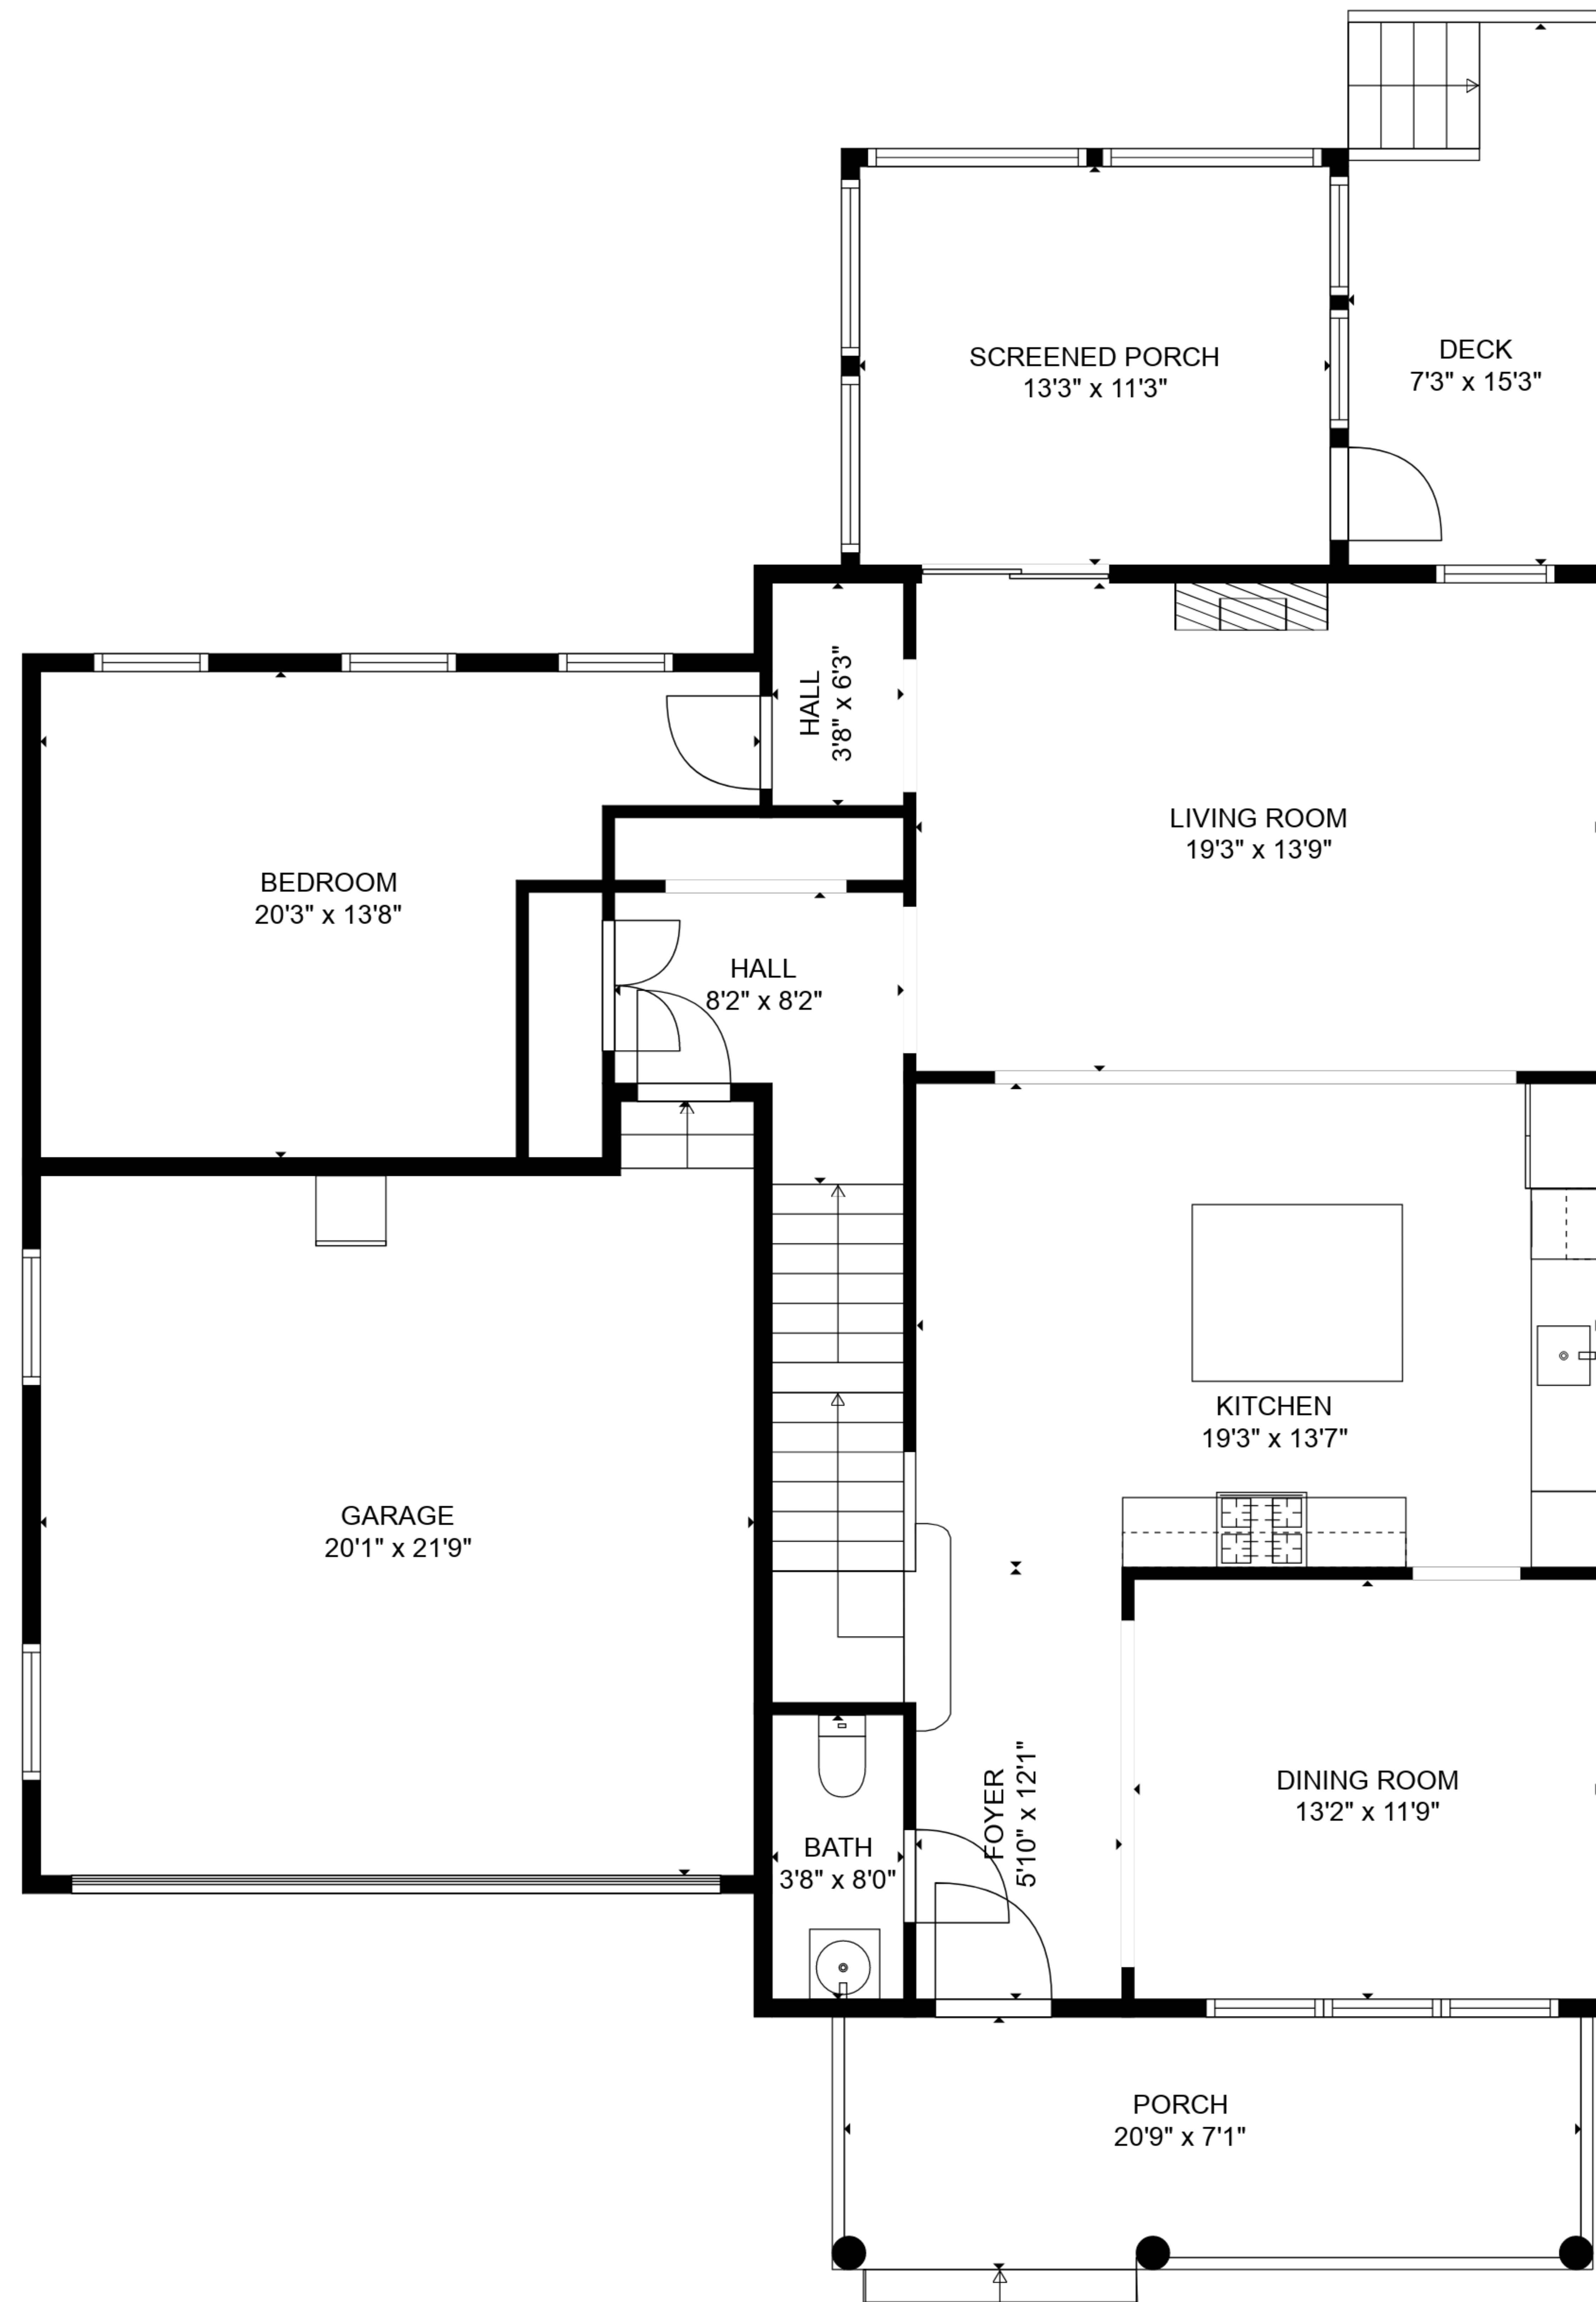 SCREENED PORCH
13'3" x 11'3"
DECK
7'3" x 15'3"
HALL
3'8" x 6'3"
LIVING ROOM
19'3" x 13'9"
BEDROOM
20'3" x 13'8"
HALL
8'2" x 8'2"
KITCHEN
19'3" x 13'7"
GARAGE
20'1" x 21'9"
FOYER
5'10" x 12'1"
DINING ROOM
13'2" x 11'9"
BATH
3'8" x 8'0"
PORCH
20'9" x 7'1"